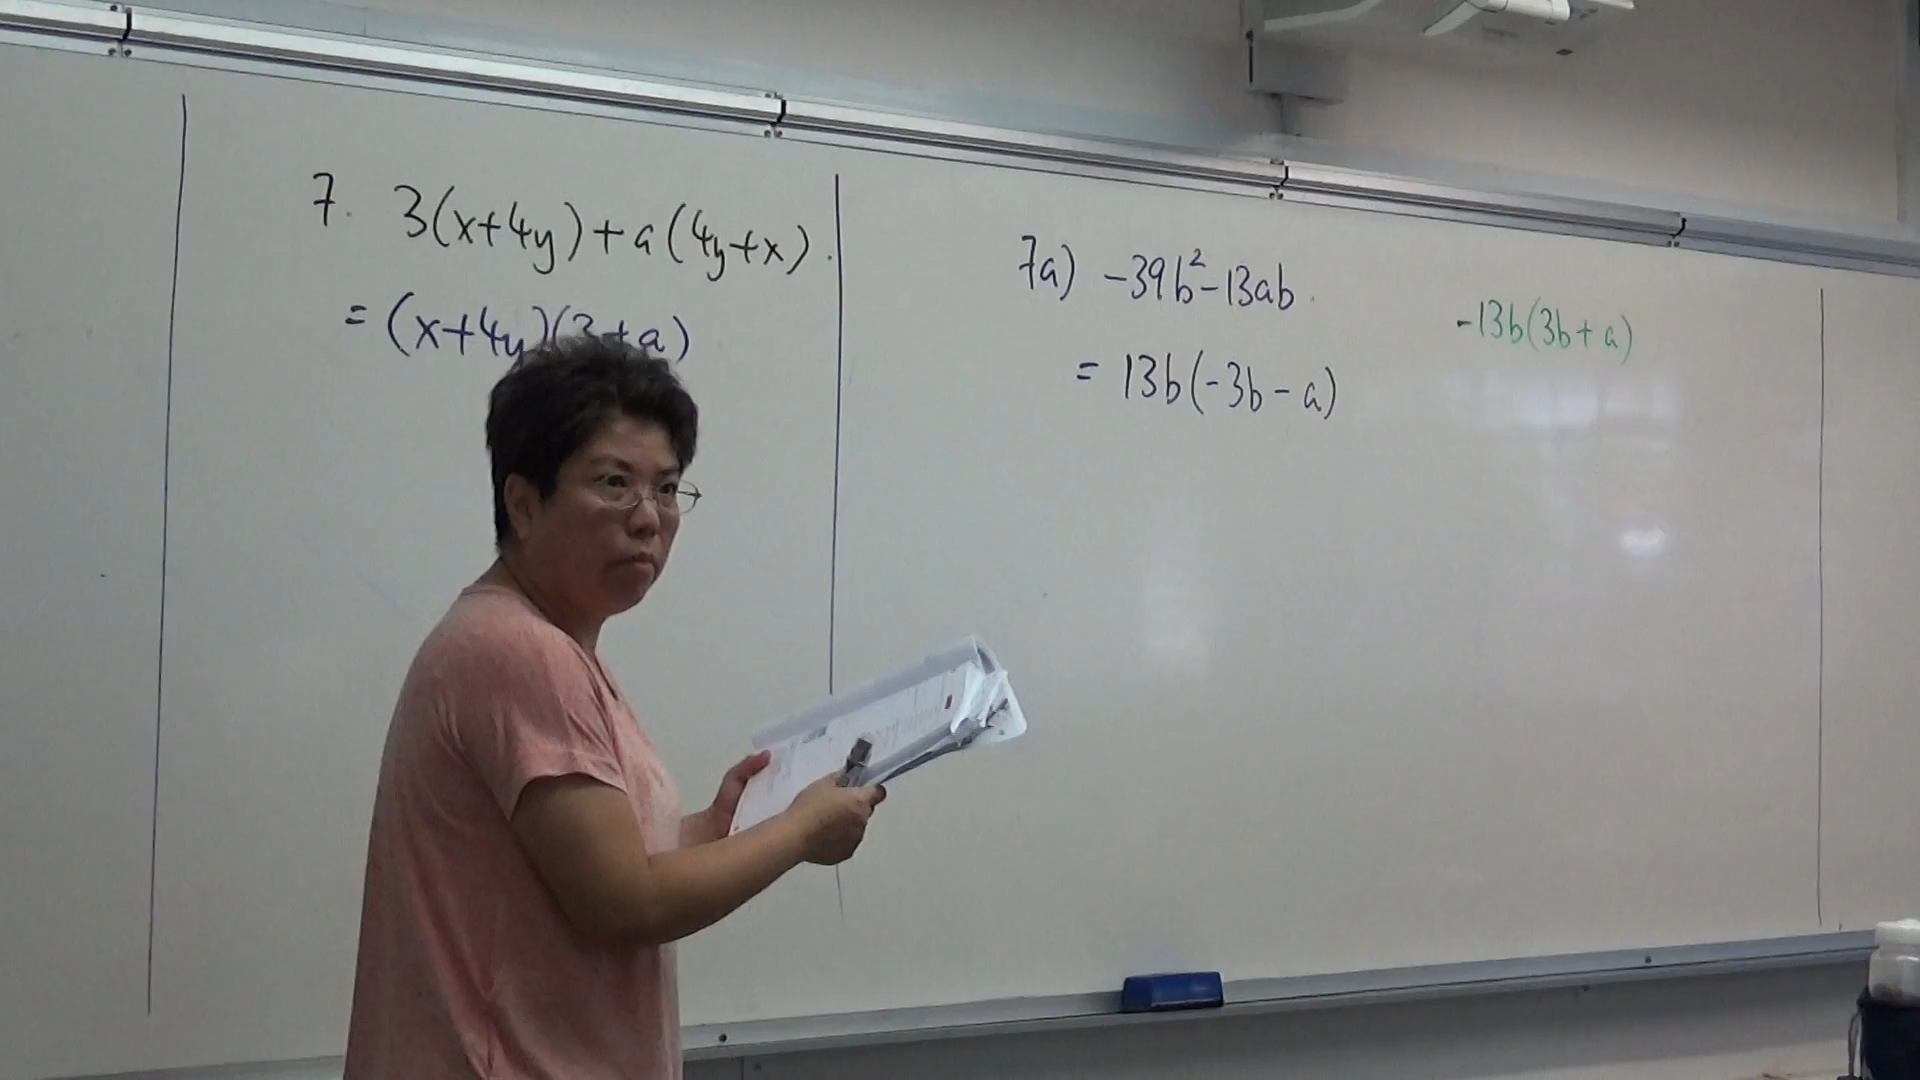 7. 3(x+4y)+a(4y+x).
= (x+4y)(3+a)
7a) -39b²-13ab.
= 13b(-3b-a)
-13b(3b+a)